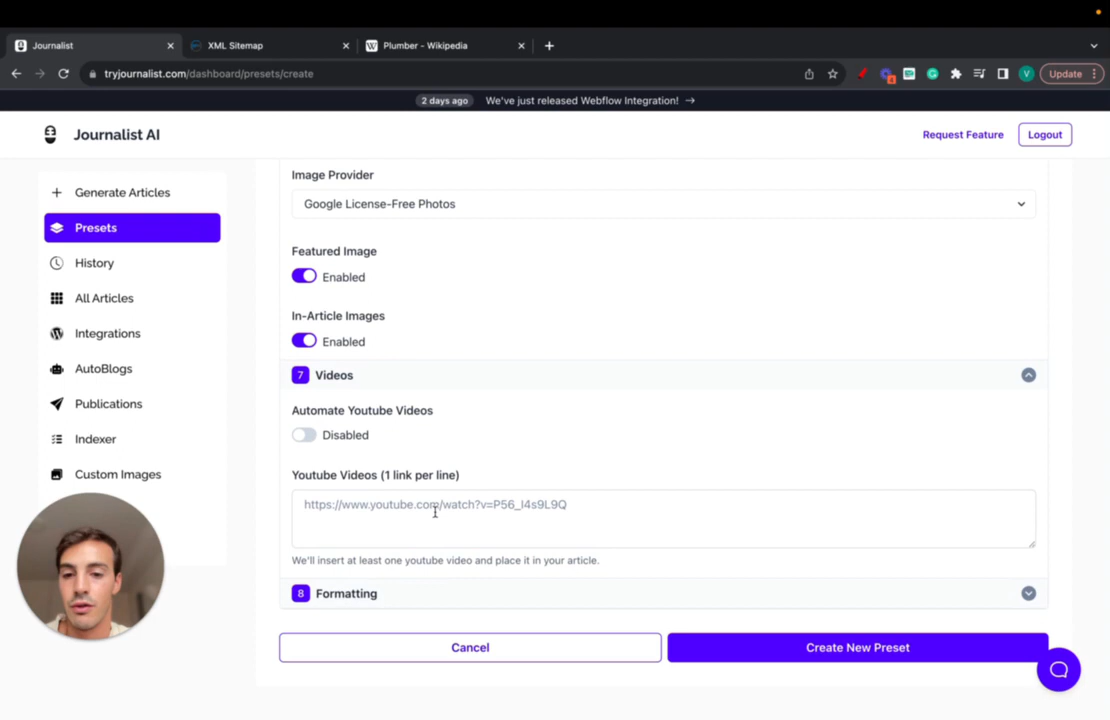 Journalist
XML Sitemap
Plumber - Wikipedia
tryjournalist.com/dashboard/presets/create
V
Update
2 days ago We've just released Webflow Integration! →
Journalist AI
Request Feature
Logout
Generate Articles
Presets
History
All Articles
Integrations
AutoBlogs
Publications
Indexer
Custom Images
Image Provider
Google License-Free Photos
Featured Image
Enabled
In-Article Images
Enabled
7 Videos
Automate Youtube Videos
Disabled
Youtube Videos (1 link per line)
https://www.youtube.com/watch?v=P56_I4s9L9Q
We'll insert at least one youtube video and place it in your article.
8 Formatting
Cancel
Create New Preset